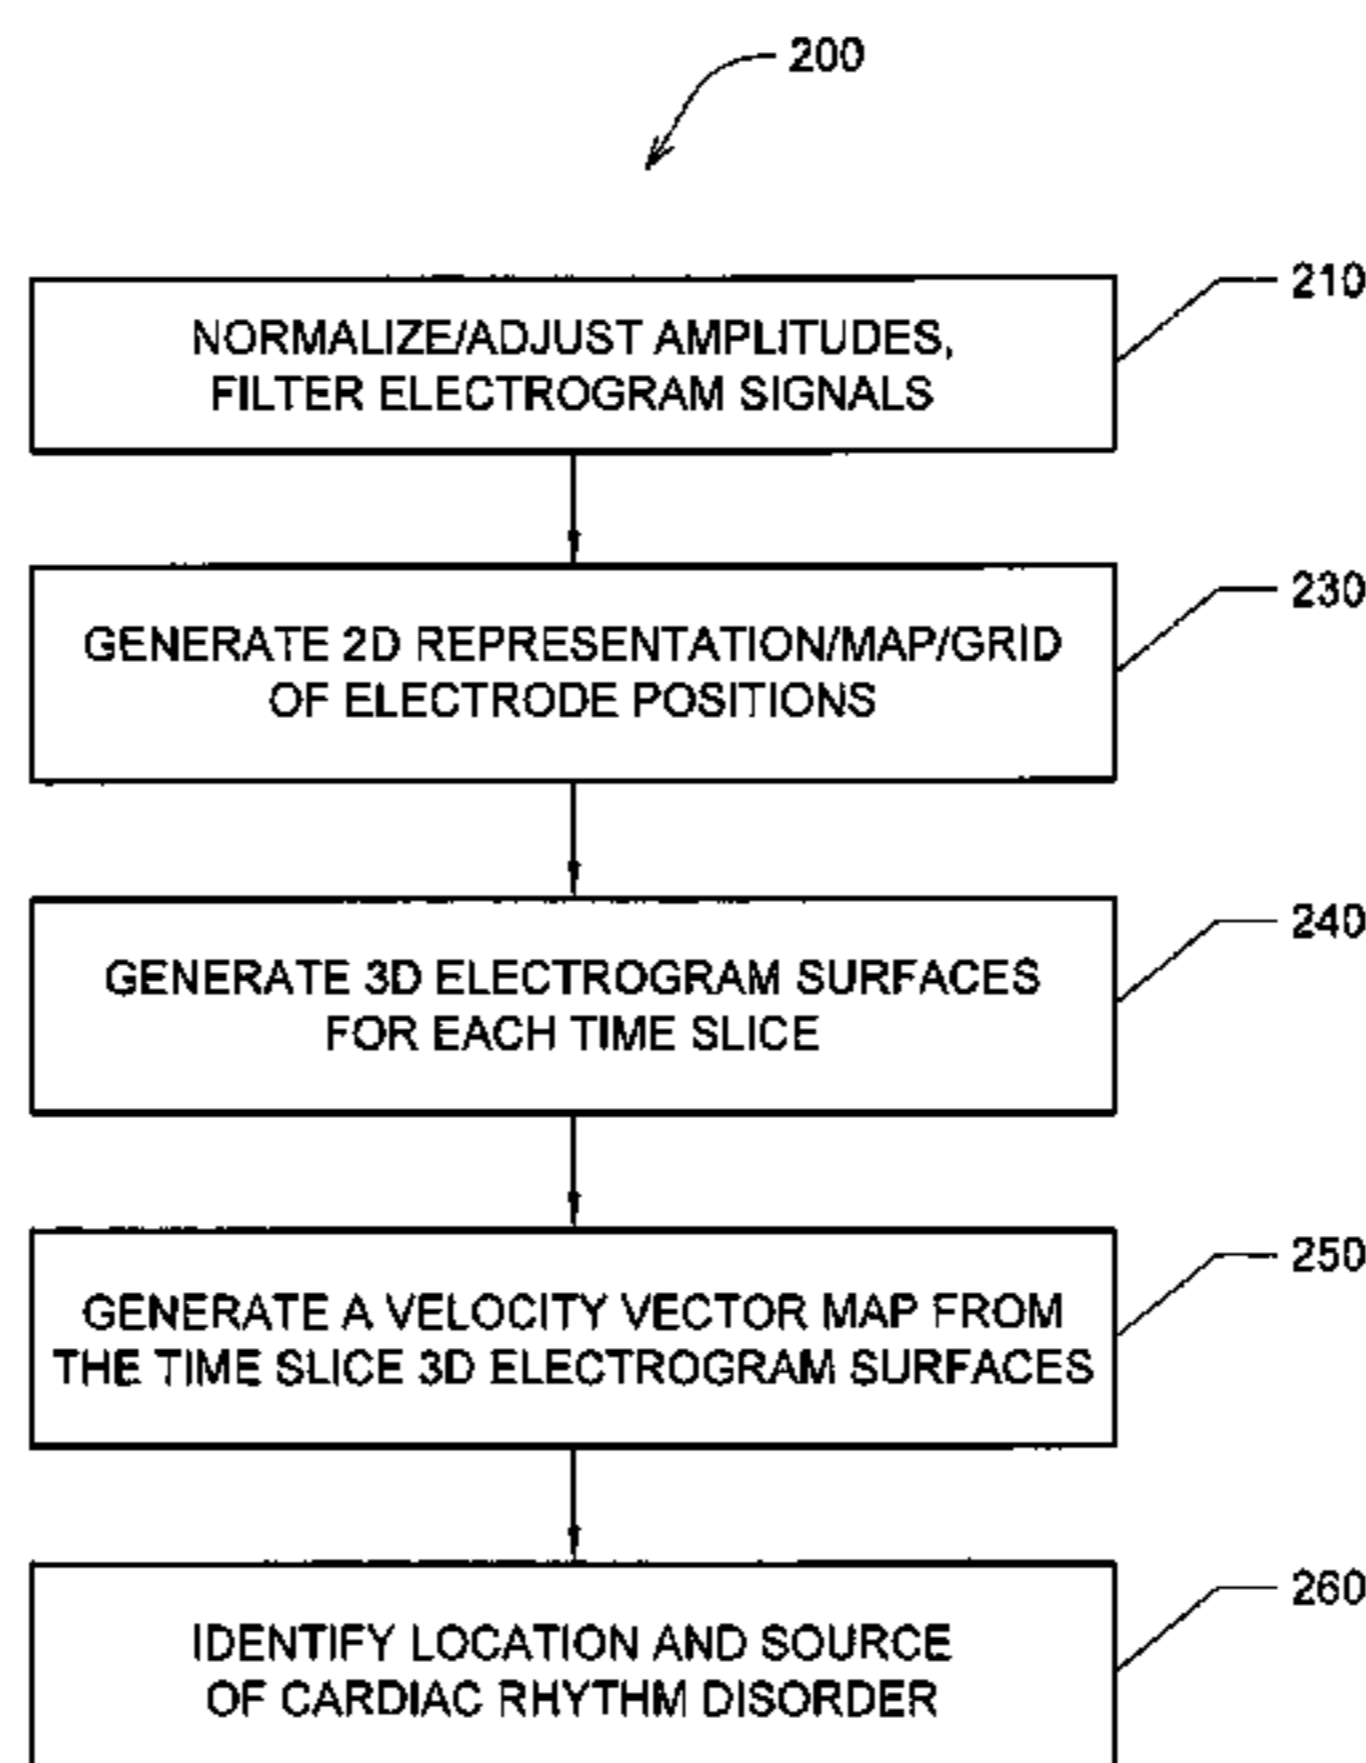 200
210
NORMALIZE/ADJUST AMPLITUDES,
FILTER ELECTROGRAM SIGNALS
230
GENERATE 2D REPRESENTATION/MAP/GRID
OF ELECTRODE POSITIONS
240
GENERATE 3D ELECTROGRAM SURFACES
FOR EACH TIME SLICE
250
GENERATE A VELOCITY VECTOR MAP FROM
THE TIME SLICE 3D ELECTROGRAM SURFACES
260
IDENTIFY LOCATION AND SOURCE
OF CARDIAC RHYTHM DISORDER